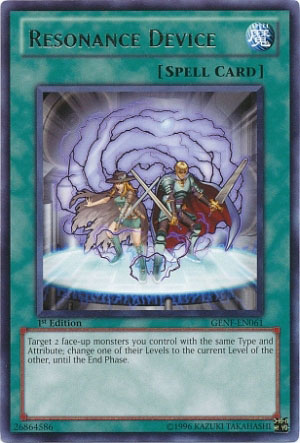 RESONANCE DEVICE
[SPELL CARD]
1st Edition
GENF-EN061
Target 2 face-up monsters you control with the same Type and
Attribute; change one of their Levels to the current Level of the
other, until the End Phase.
26864586
©1996 KAZUKI TAKAHASHI